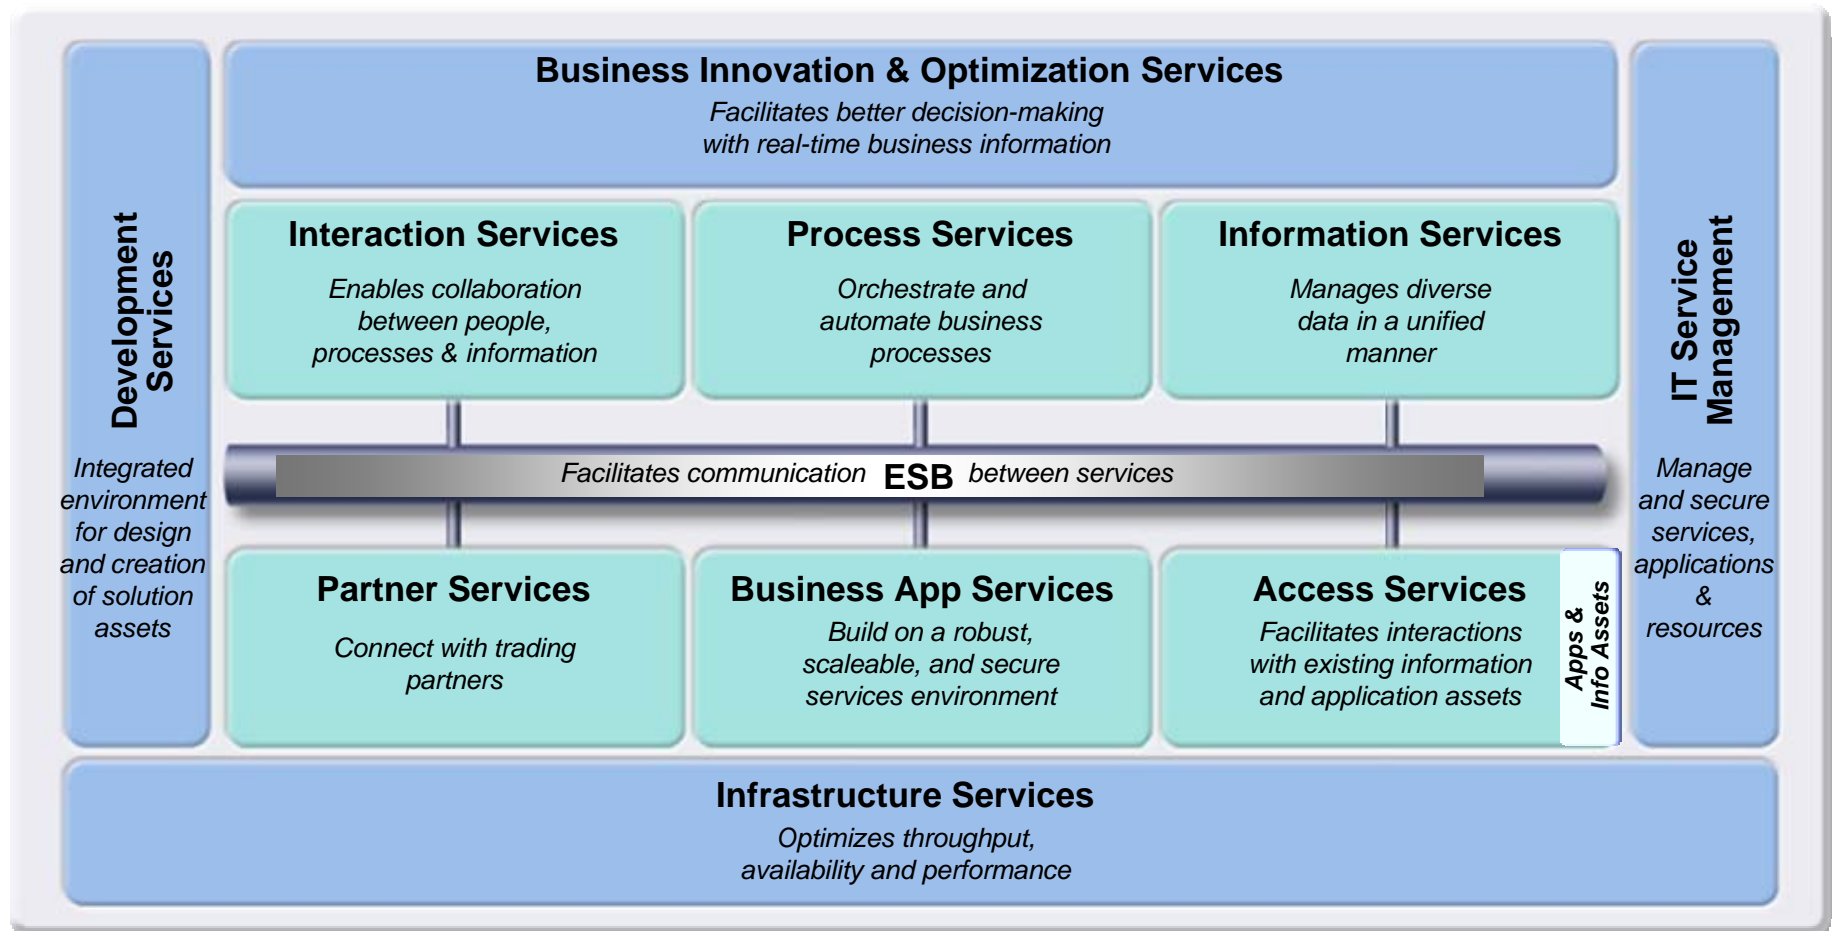 Business Innovation & Optimization Services
Facilitates better decision-making
with real-time business information
Development
Services
Integrated
environment
for design
and creation
of solution
assets
Interaction Services
Enables collaboration
between people,
processes & information
Process Services
Orchestrate and
automate business
processes
Information Services
Manages diverse
data in a unified
manner
IT Service
Management
Manage
and secure
services,
applications
&
resources
Facilitates communication ESB between services
Partner Services
Connect with trading
partners
Business App Services
Build on a robust,
scaleable, and secure
services environment
Access Services
Facilitates interactions
with existing information
and application assets
Apps &
Info Assets
Infrastructure Services
Optimizes throughput,
availability and performance